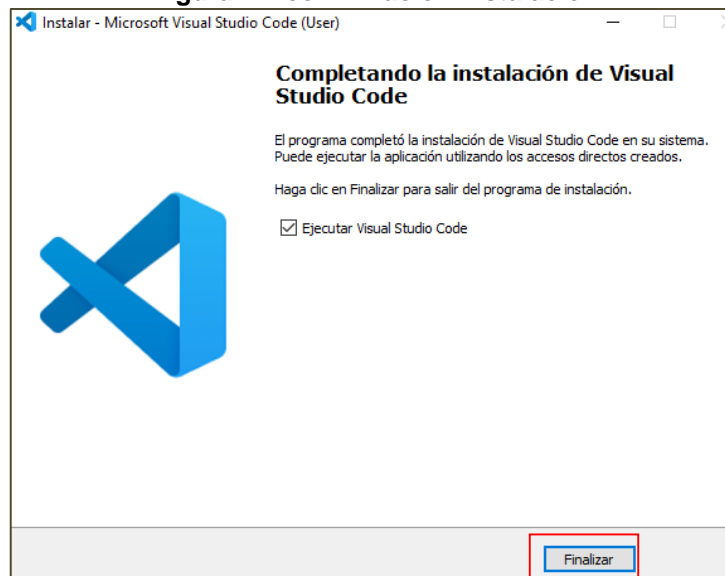 Instalar - Microsoft Visual Studio Code (User)
Completando la instalación de Visual
Studio Code
El programa completó la instalación de Visual Studio Code en su sistema.
Puede ejecutar la aplicación utilizando los accesos directos creados.
Haga clic en Finalizar para salir del programa de instalación.
Ejecutar Visual Studio Code
Finalizar